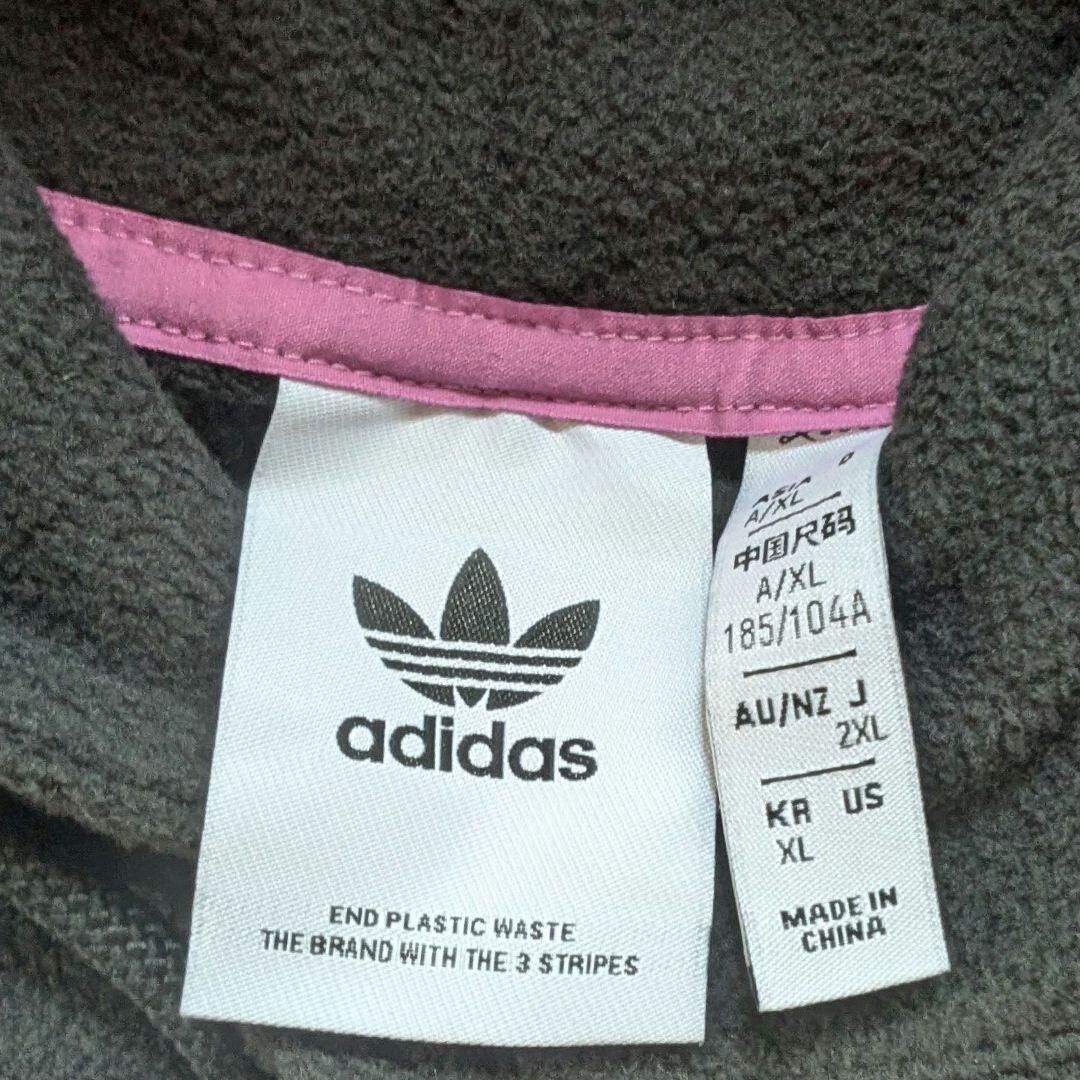 adidas
END PLASTIC WASTE
THE BRAND WITH THE 3 STRIPES
ASIA
A/XL
中国尺码
A/XL
185/104A
AU/NZ J
2XL
KR US
XL
MADE IN
CHINA